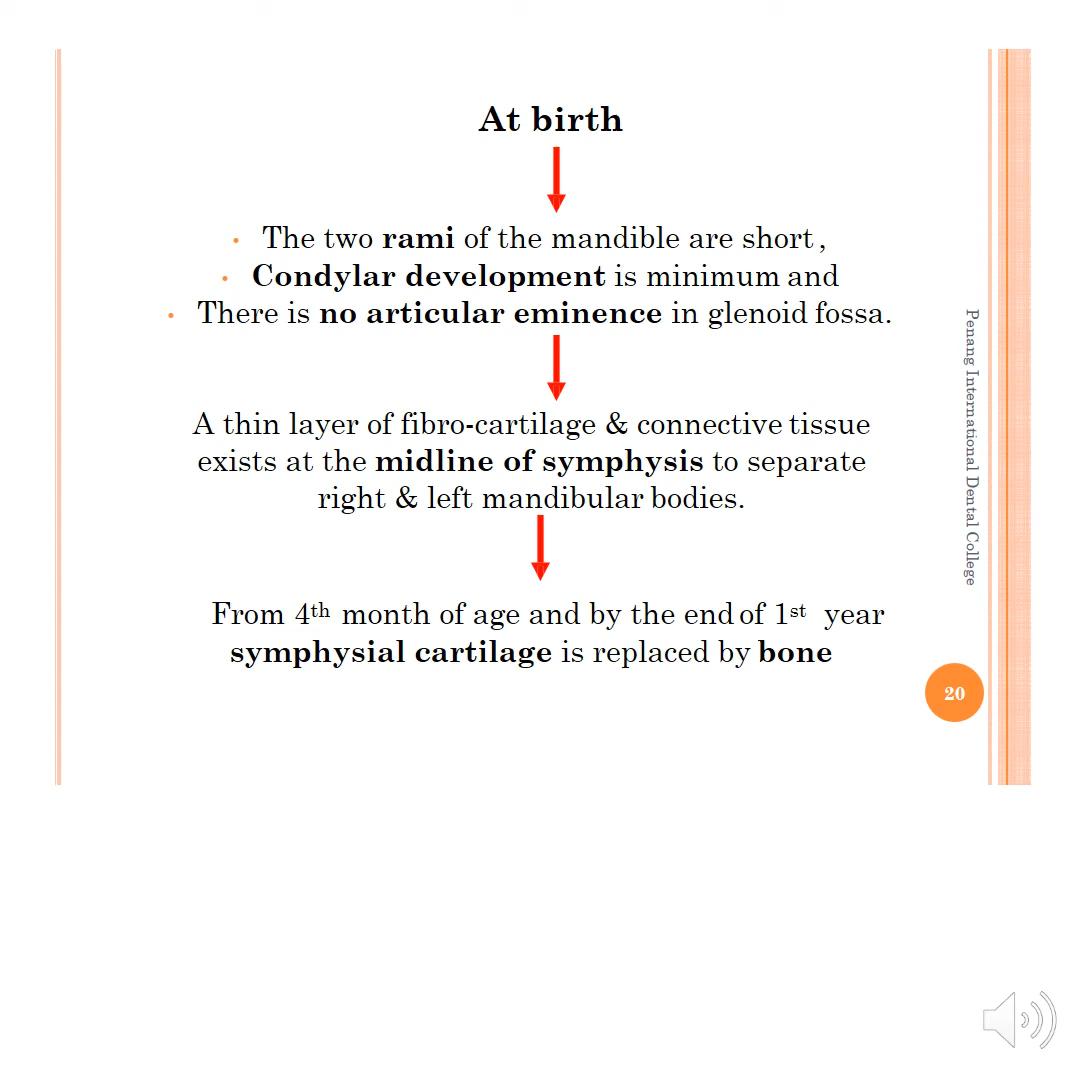 At birth
• The two rami of the mandible are short,
• Condylar development is minimum and
• There is no articular eminence in glenoid fossa.
A thin layer of fibro-cartilage & connective tissue
exists at the midline of symphysis to separate
right & left mandibular bodies.
From 4th month of age and by the end of 1st year
symphysial cartilage is replaced by bone
Penang International Dental College
20